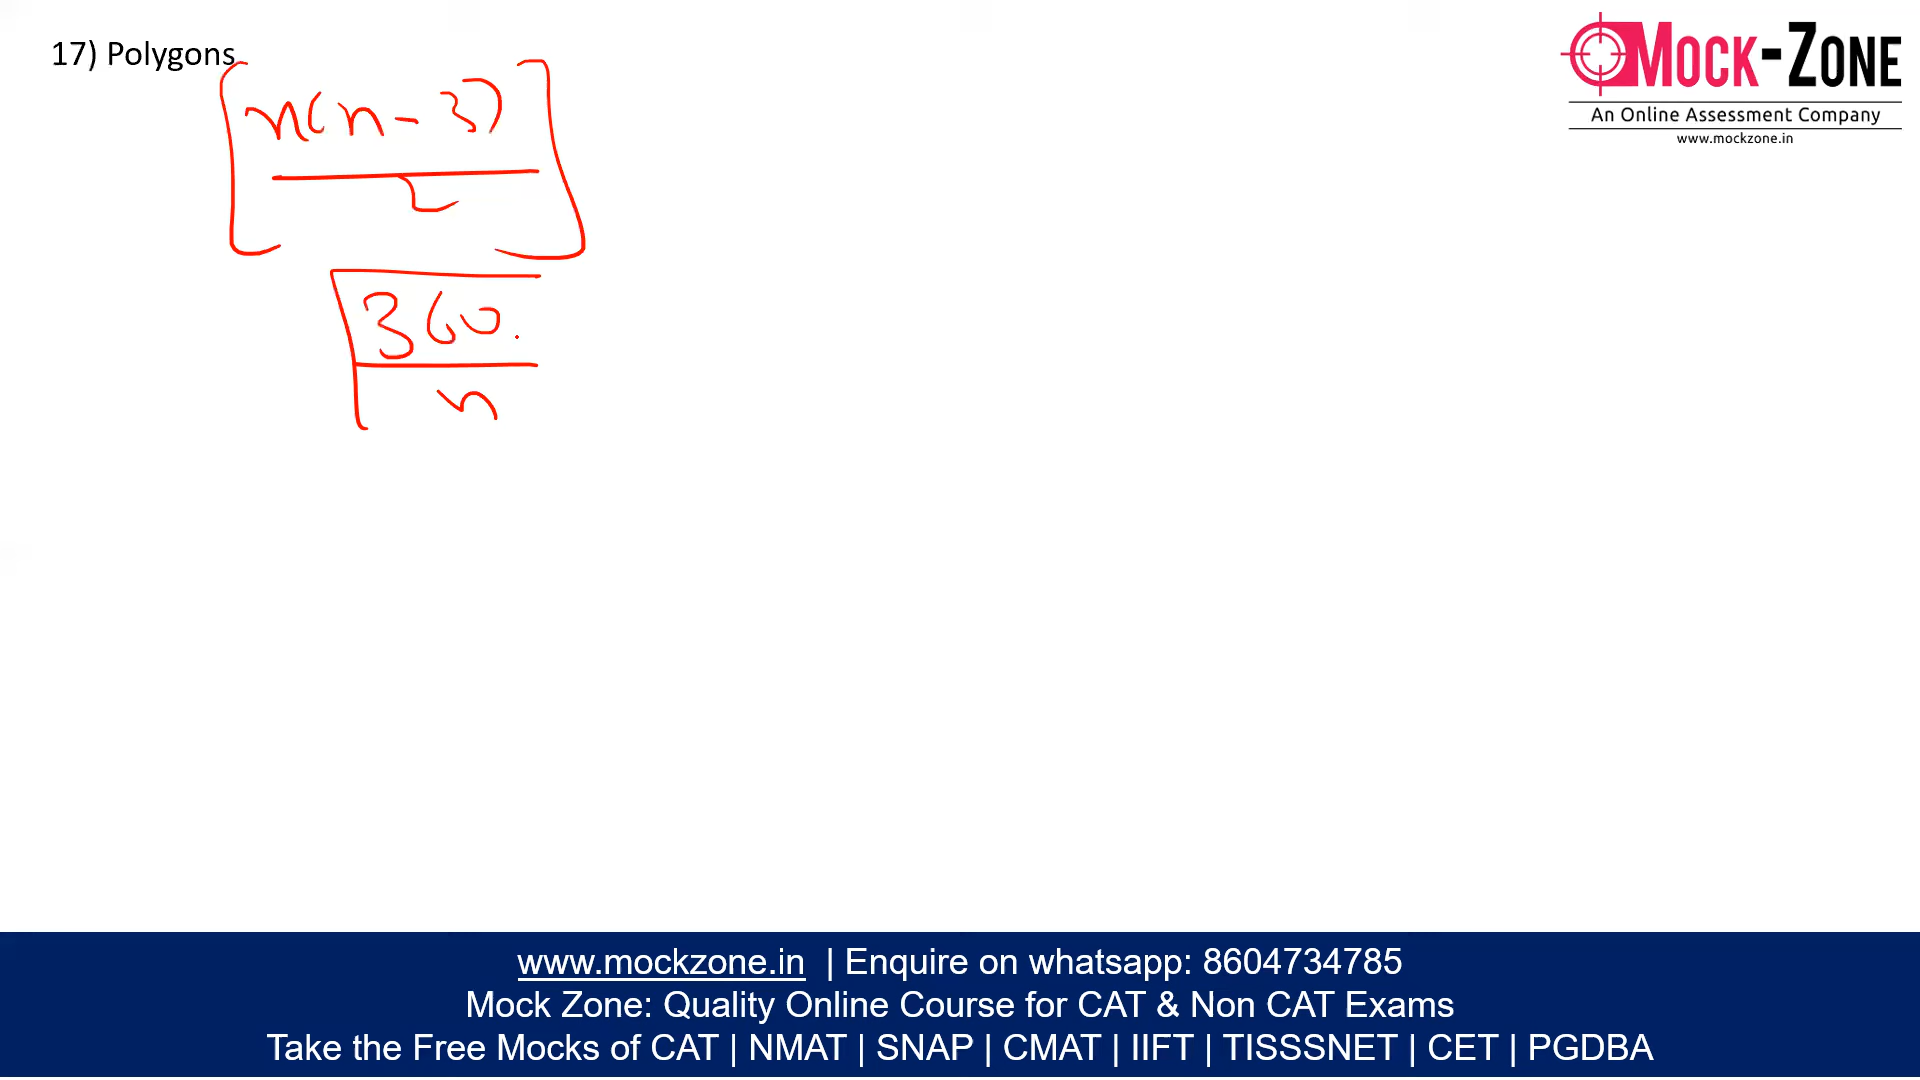 17) Polygons
MOCK-ZONE
An Online Assessment Company
www.mockzone.in
n(n-3)
2
360
n
www.mockzone.in | Enquire on whatsapp: 8604734785
Mock Zone: Quality Online Course for CAT & Non CAT Exams
Take the Free Mocks of CAT | NMAT | SNAP | CMAT | IIFT | TISSSNET | CET | PGDBA